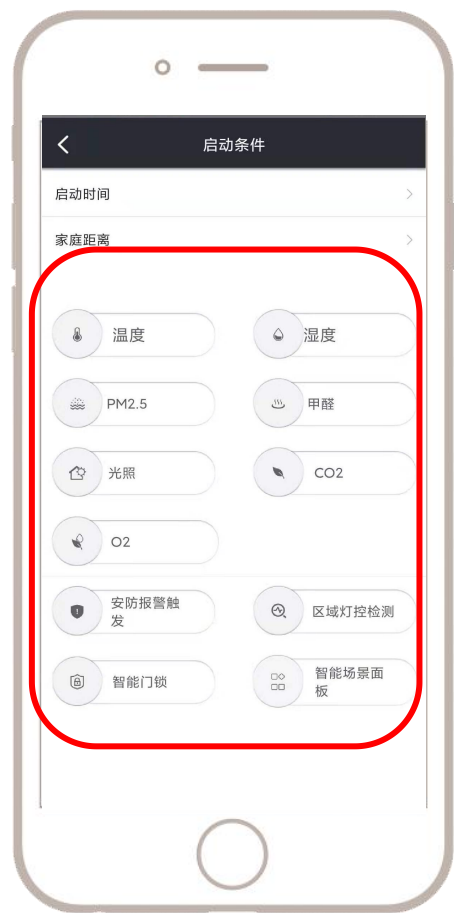 启动条件
启动时间
家庭距离
温度
湿度
PM2.5
甲醛
光照
CO2
O2
安防报警触
发
区域灯控检测
智能门锁
智能场景面
板